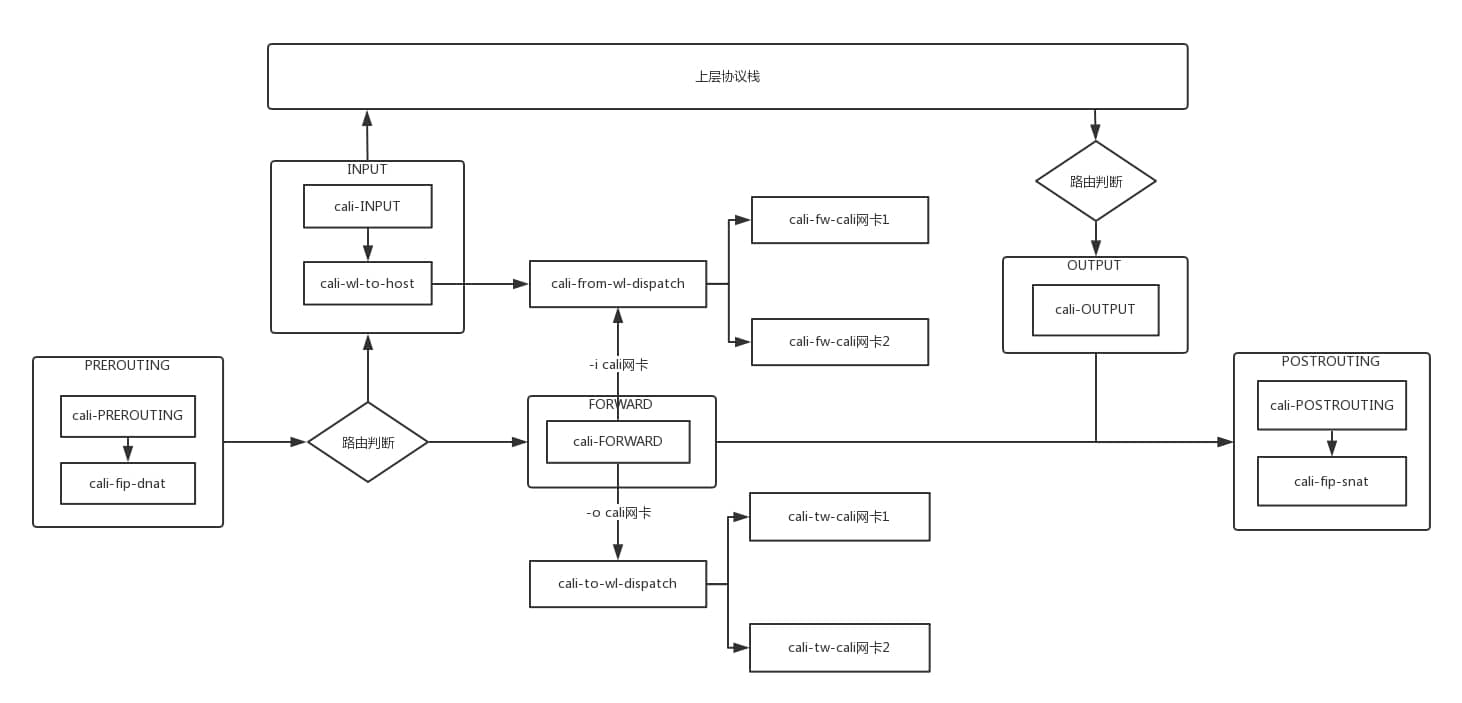 上层协议栈
INPUT
cali-INPUT
cali-wl-to-host
路由判断
cali-fw-cali网卡1
cali-from-wl-dispatch
cali-fw-cali网卡2
OUTPUT
cali-OUTPUT
PREROUTING
cali-PREROUTING
cali-fip-dnat
路由判断
-i cali网卡
FORWARD
cali-FORWARD
-o cali网卡
cali-to-wl-dispatch
cali-tw-cali网卡1
cali-tw-cali网卡2
POSTROUTING
cali-POSTROUTING
cali-fip-snat